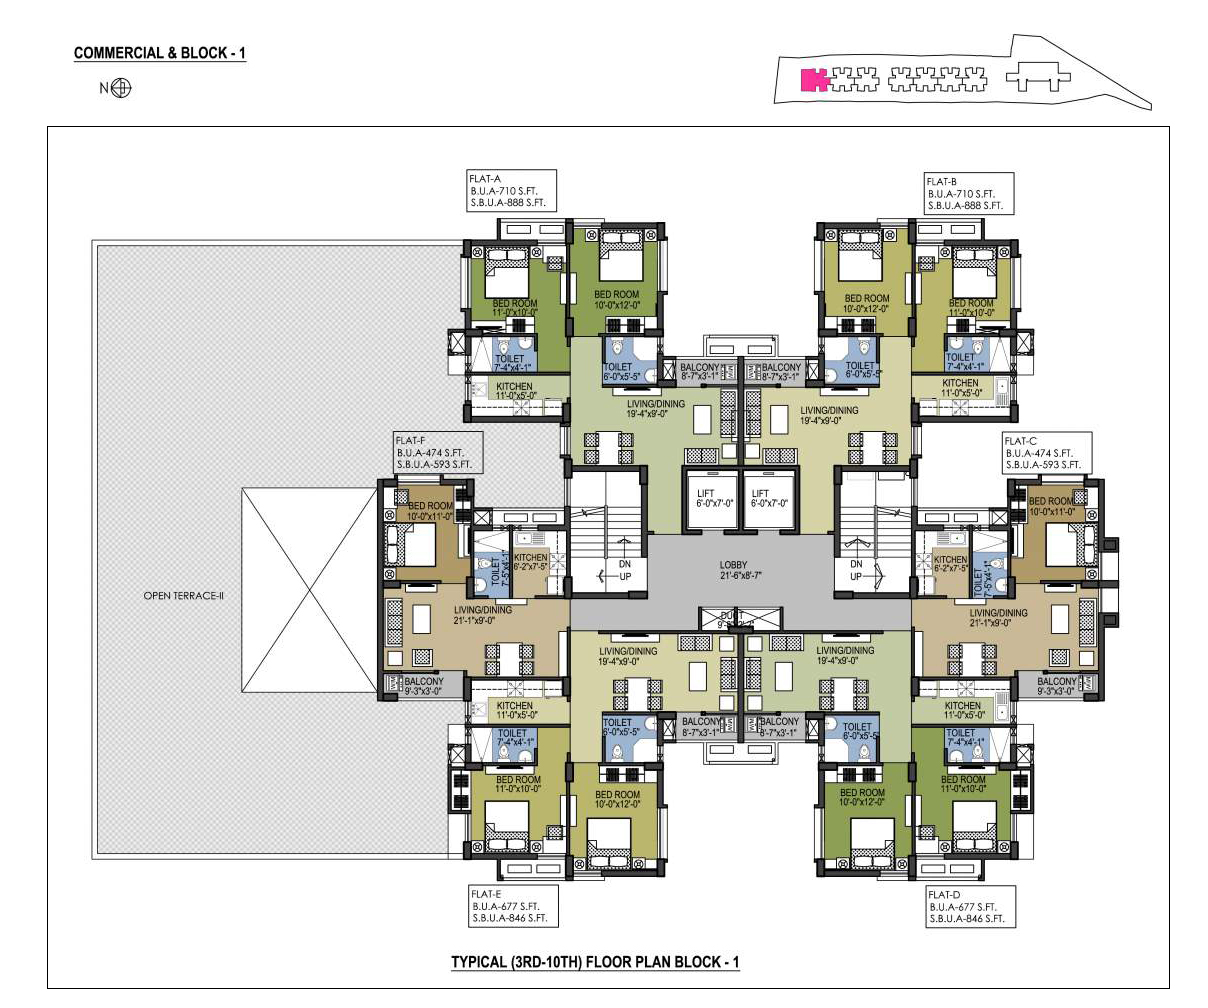 COMMERCIAL & BLOCK - 1
N
FLAT-A
B.U.A-710 S.FT.
S.B.U.A-888 S.FT.
FLAT-B
B.U.A-710 S.FT.
S.B.U.A-888 S.FT.
BED ROOM
11'-0"x10'-0"
BED ROOM
10'-0"x12'-0"
BED ROOM
10'-0"x12'-0"
BED ROOM
11'-0"x10'-0"
TOILET
7'-4"x4'-1"
TOILET
6'-0"x5'-5"
BALCONY
8'-7"x3'-1"
BALCONY
8'-7"x3'-1"
TOILET
6'-0"x5'-5"
TOILET
7'-4"x4'-1"
KITCHEN
11'-0"x5'-0"
LIVING/DINING
19'-4"x9'-0"
LIVING/DINING
19'-4"x9'-0"
KITCHEN
11'-0"x5'-0"
FLAT-F
B.U.A-474 S.FT.
S.B.U.A-593 S.FT.
FLAT-C
B.U.A-474 S.FT.
S.B.U.A-593 S.FT.
BED ROOM
10'-0"x11'-0"
LIFT
6'-0"x7'-0"
LIFT
6'-0"x7'-0"
BED ROOM
10'-0"x11'-0"
TOILET
7'-5"x4'-1"
KITCHEN
6'-2"x7'-5"
DN
UP
LOBBY
21'-6"x8'-7"
DN
UP
KITCHEN
6'-2"x7'-5"
TOILET
7'-5"x4'-1"
OPEN TERRACE-II
LIVING/DINING
21'-1"x9'-0"
DUCT
LIVING/DINING
21'-1"x9'-0"
LIVING/DINING
19'-4"x9'-0"
LIVING/DINING
19'-4"x9'-0"
BALCONY
9'-3"x3'-0"
BALCONY
9'-3"x3'-0"
KITCHEN
11'-0"x5'-0"
TOILET
6'-0"x5'-5"
BALCONY
8'-7"x3'-1"
BALCONY
8'-7"x3'-1"
TOILET
6'-0"x5'-5"
KITCHEN
11'-0"x5'-0"
TOILET
7'-4"x4'-1"
TOILET
7'-4"x4'-1"
BED ROOM
11'-0"x10'-0"
BED ROOM
10'-0"x12'-0"
BED ROOM
10'-0"x12'-0"
BED ROOM
11'-0"x10'-0"
FLAT-E
B.U.A-677 S.FT.
S.B.U.A-846 S.FT.
FLAT-D
B.U.A-677 S.FT.
S.B.U.A-846 S.FT.
TYPICAL (3RD-10TH) FLOOR PLAN BLOCK - 1